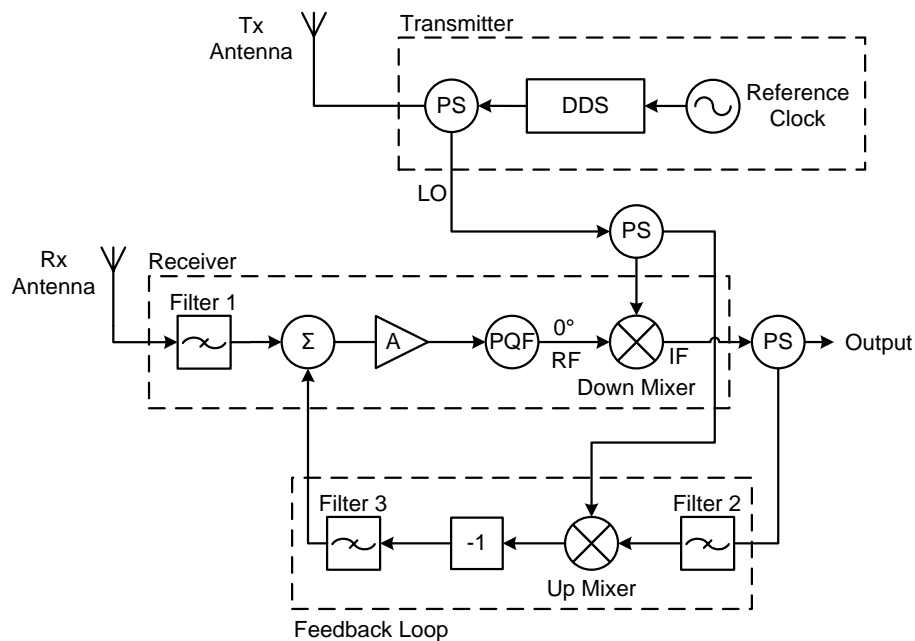 Tx
Antenna
Transmitter
PS
DDS
Reference
Clock
LO
PS
Rx
Antenna
Receiver
Filter 1
Σ
A
PQF
0°
RF
IF
Down Mixer
PS
Output
Filter 3
-1
Up Mixer
Filter 2
Feedback Loop